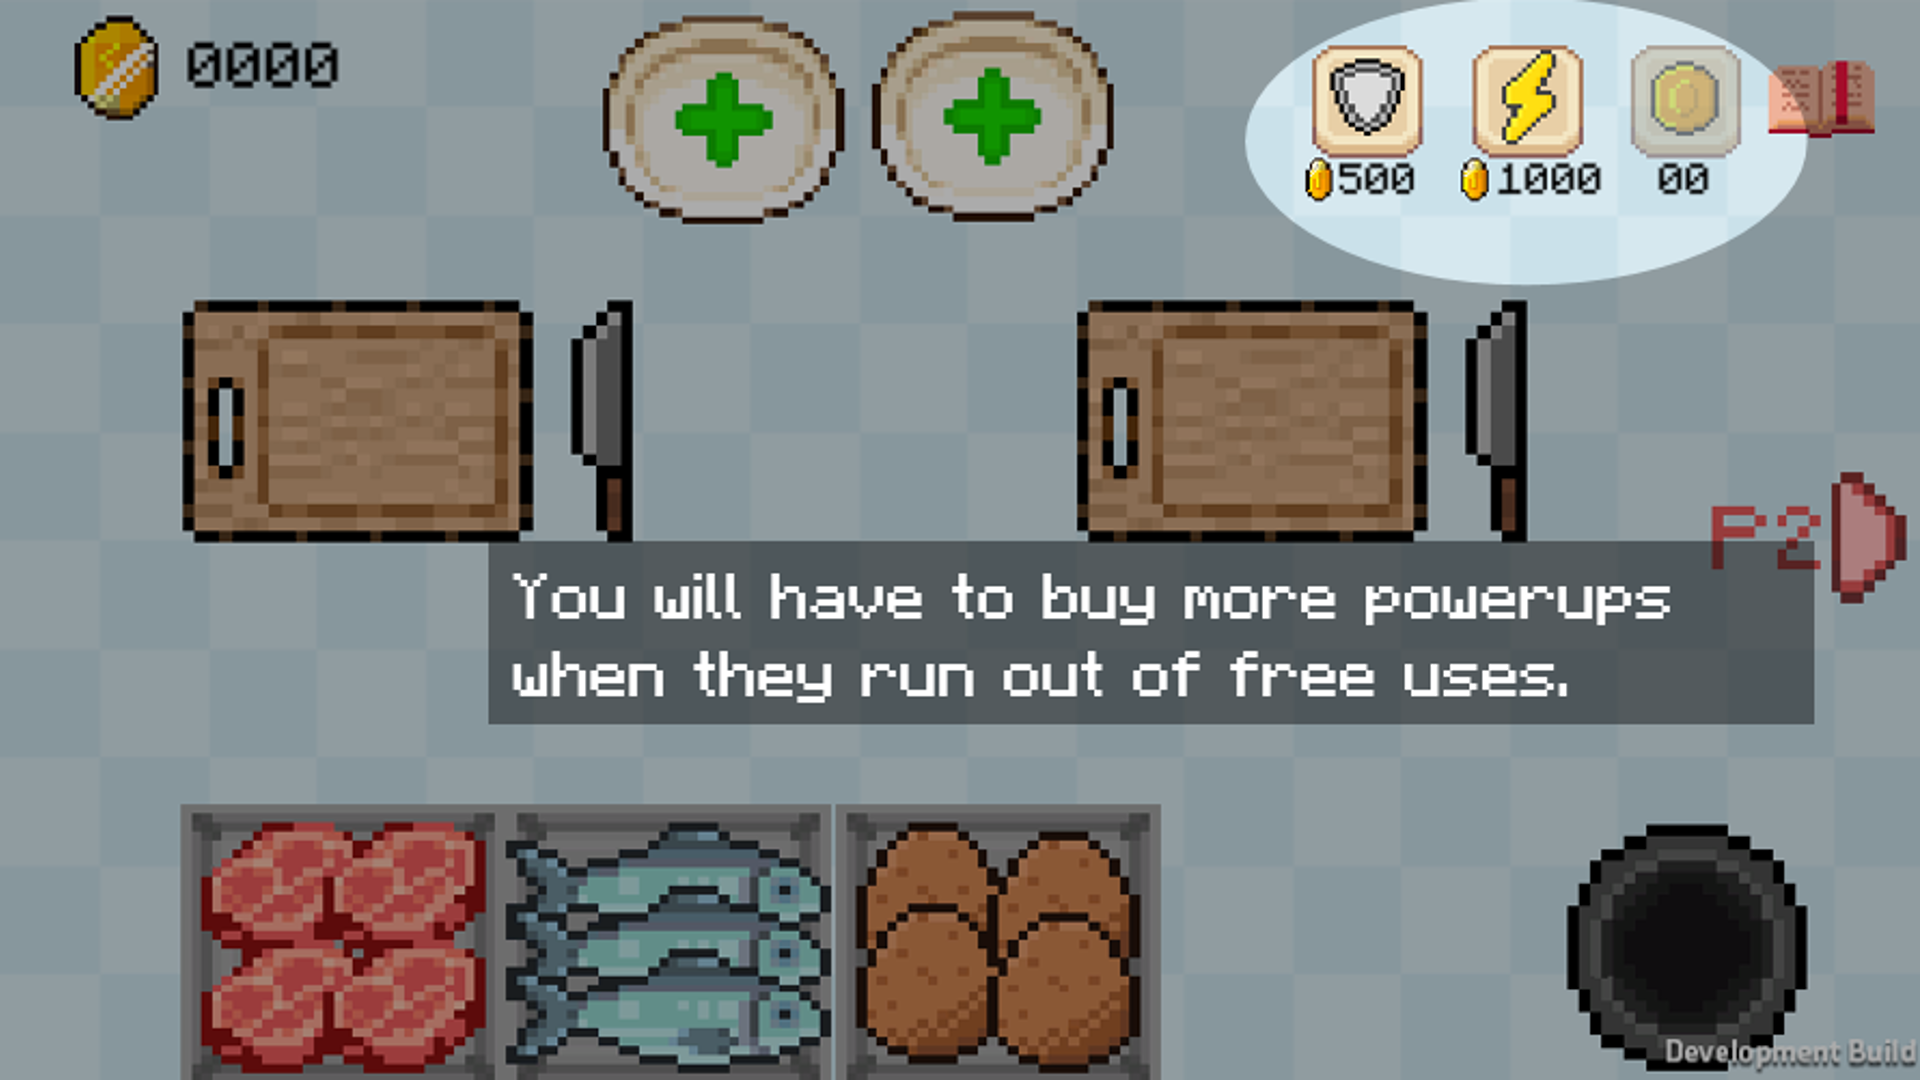 0000
500
1000
00
P2
You will have to buy more powerups
when they run out of free uses.
Development Build